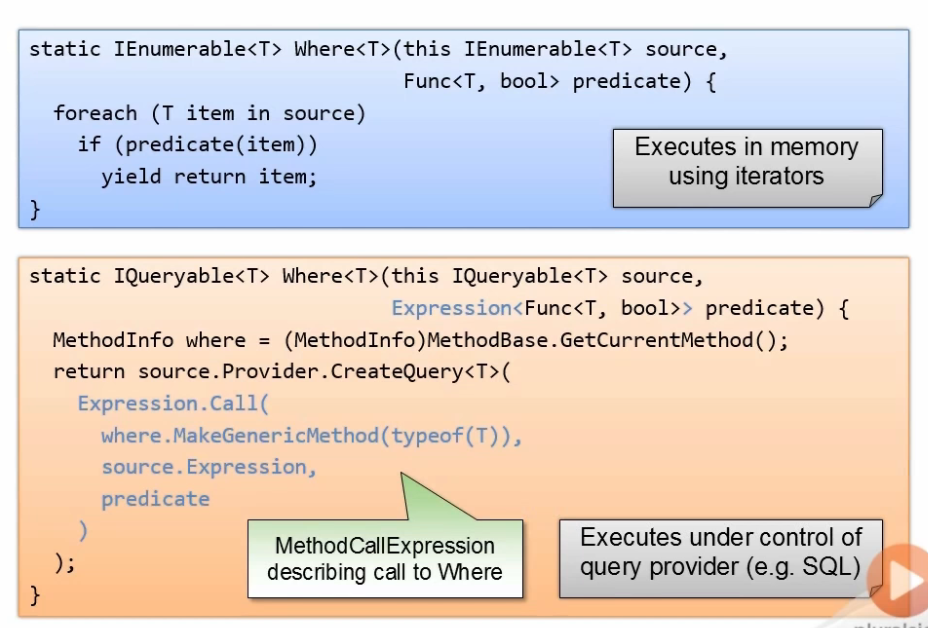 static IEnumerable<T> Where<T>(this IEnumerable<T> source,
Func<T, bool> predicate) {
foreach (T item in source)
if (predicate(item))
yield return item;
}
Executes in memory
using iterators
static IQueryable<T> Where<T>(this IQueryable<T> source,
Expression<Func<T, bool>> predicate) {
MethodInfo where = (MethodInfo)MethodBase.GetCurrentMethod();
return source.Provider.CreateQuery<T>(
Expression.Call(
where.MakeGenericMethod(typeof(T)),
source.Expression,
predicate
)
);
}
MethodCallExpression
describing call to Where
Executes under control of
query provider (e.g. SQL)